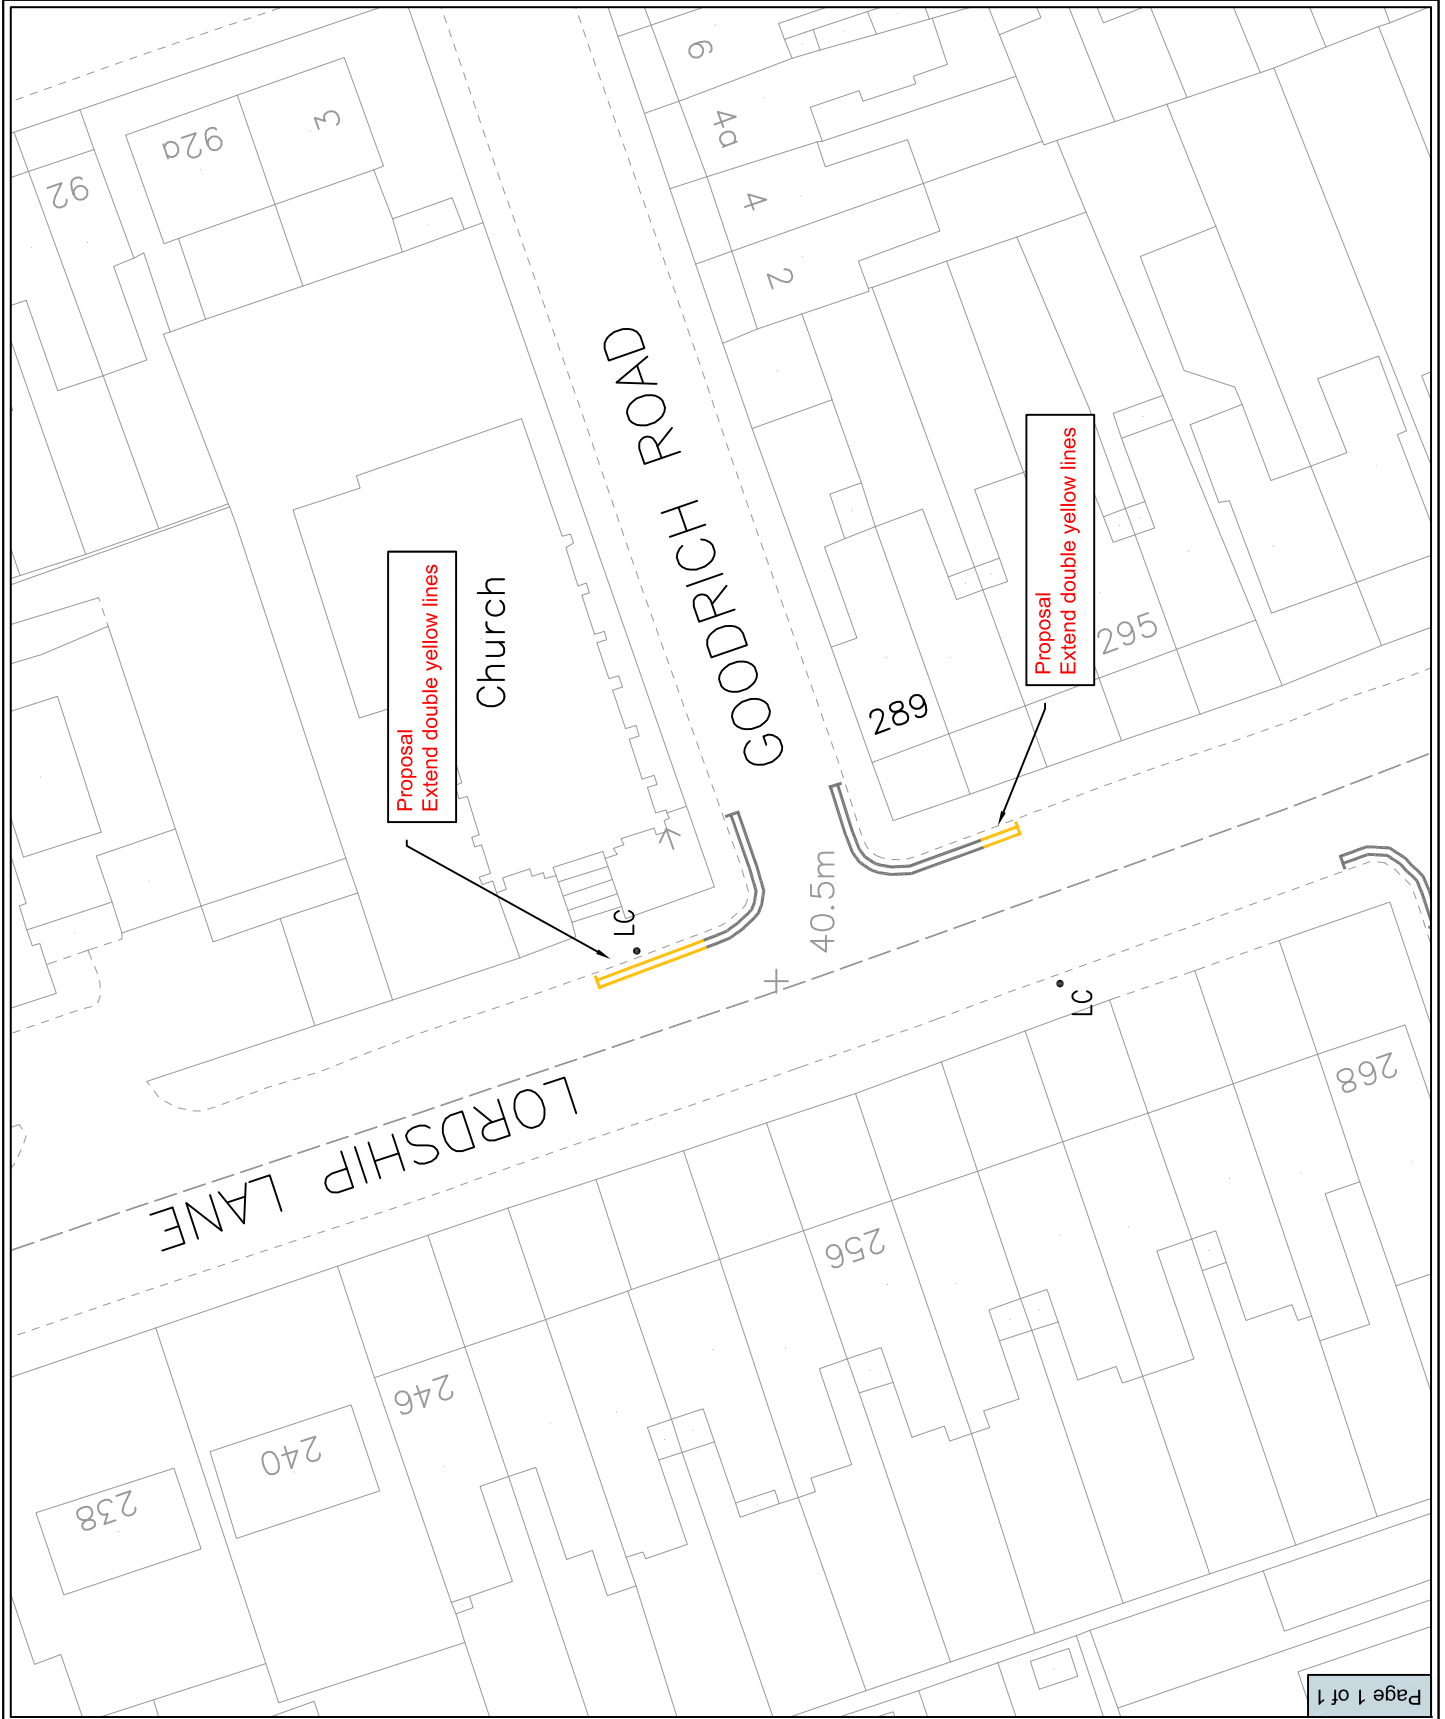 6
4a
4
2
3
92a
92
GOODRICH ROAD
Proposal
Extend double yellow lines
Church
Proposal
Extend double yellow lines
295
289
LC
40.5m
LC
LORDSHIP LANE
268
256
246
240
238
Page 1 of 1